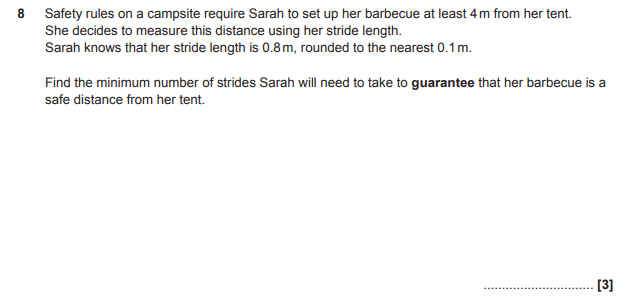 8 Safety rules on a campsite require Sarah to set up her barbecue at least 4 m from her tent.
She decides to measure this distance using her stride length.
Sarah knows that her stride length is 0.8 m, rounded to the nearest 0.1 m.
Find the minimum number of strides Sarah will need to take to guarantee that her barbecue is a
safe distance from her tent.
.............................. [3]